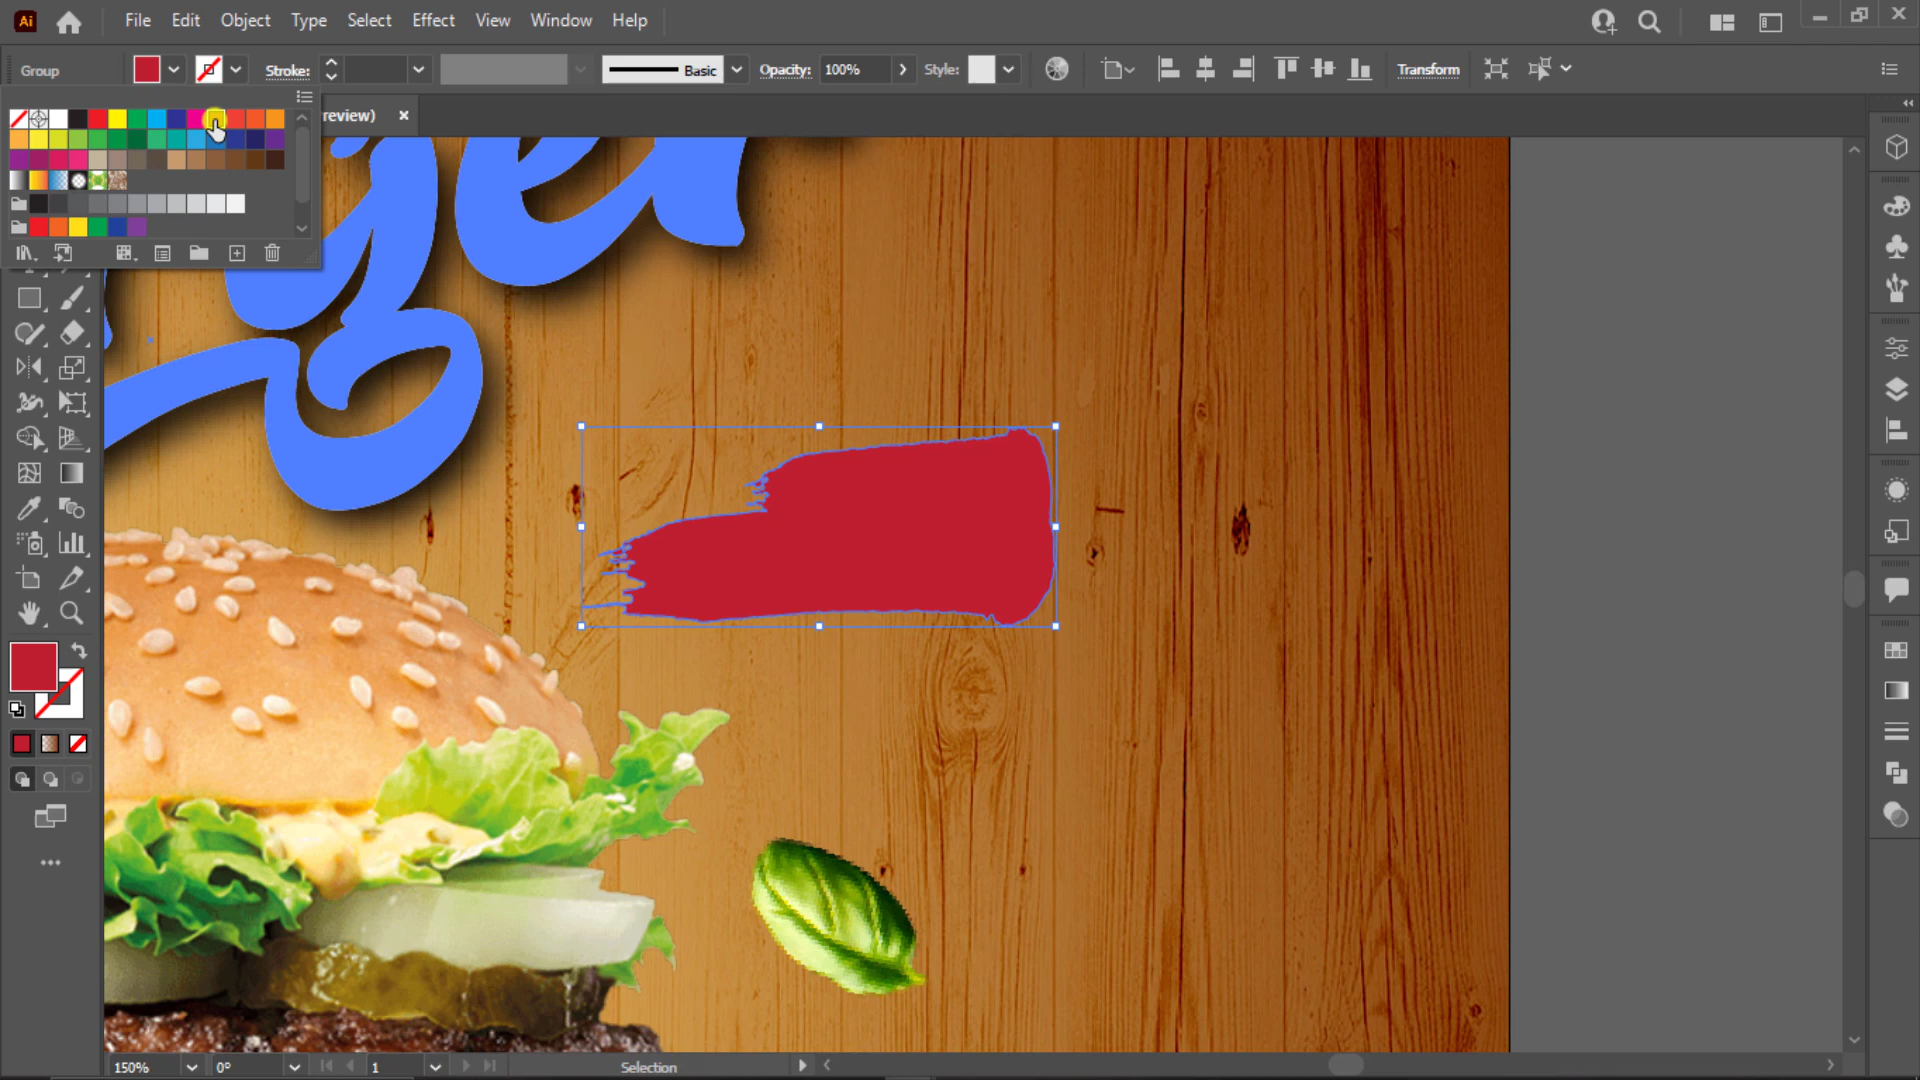 Ai File Edit Object Type Select Effect View Window Help
Group Stroke: Basic Opacity: 100% Style: Transform
review) ×
ger
150% 0° 1 Selection